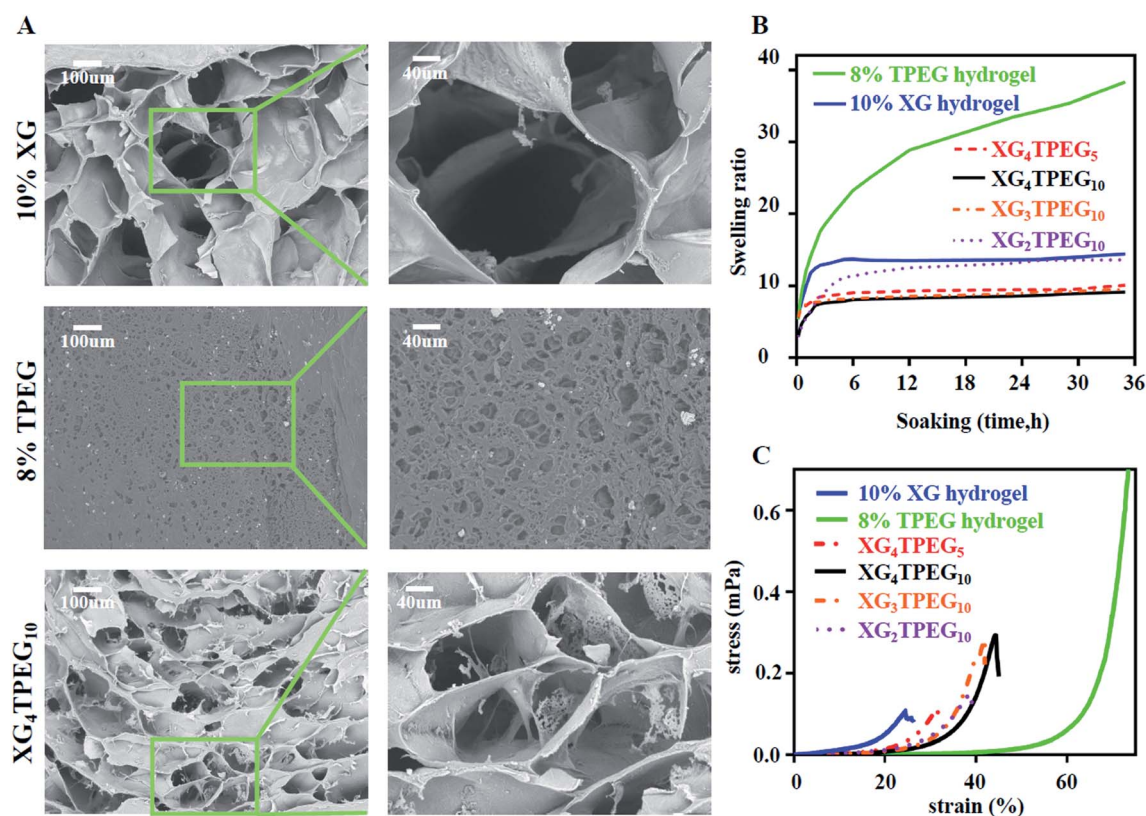 A
10% XG
100um
40um
8% TPEG
100um
40um
XG₄TPEG₁₀
100um
40um
B
Swelling ratio
40
30
20
10
0
8% TPEG hydrogel
10% XG hydrogel
XG₄TPEG₅
XG₄TPEG₁₀
XG₃TPEG₁₀
XG₂TPEG₁₀
0 6 12 18 24 30 36
Soaking (time,h)
C
stress (mPa)
0.6
0.4
0.2
0.0
10% XG hydrogel
8% TPEG hydrogel
XG₄TPEG₅
XG₄TPEG₁₀
XG₃TPEG₁₀
XG₂TPEG₁₀
0 20 40 60
strain (%)